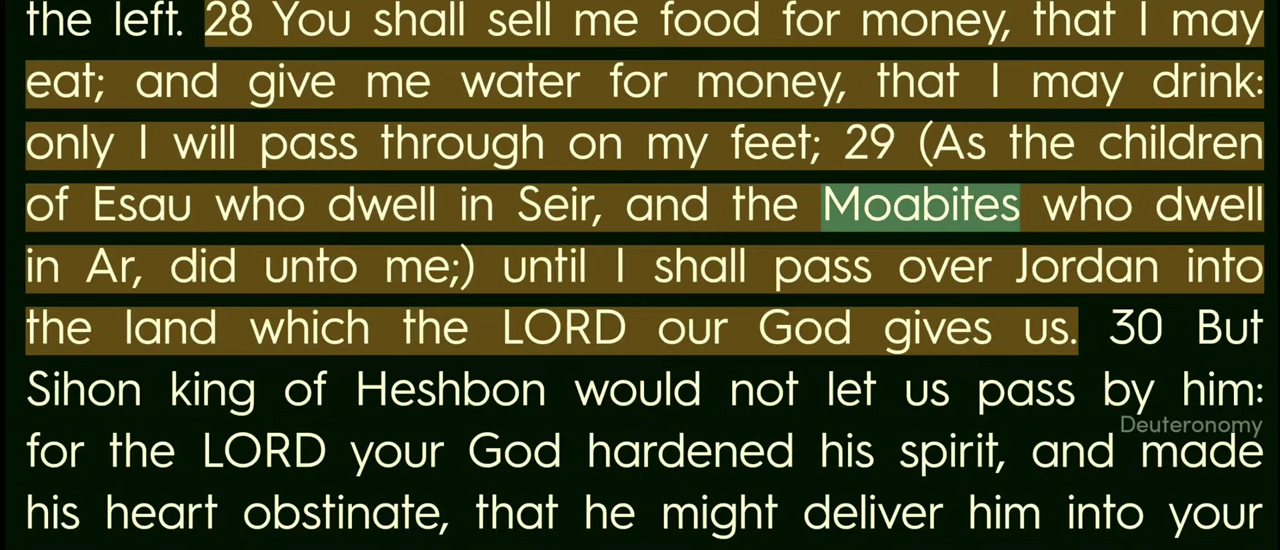 the left. 28 You shall sell me food for money, that I may
eat; and give me water for money, that I may drink:
only I will pass through on my feet; 29 (As the children
of Esau who dwell in Seir, and the Moabites who dwell
in Ar, did unto me;) until I shall pass over Jordan into
the land which the LORD our God gives us. 30 But
Sihon king of Heshbon would not let us pass by him:
Deuteronomy
for the LORD your God hardened his spirit, and made
his heart obstinate, that he might deliver him into your